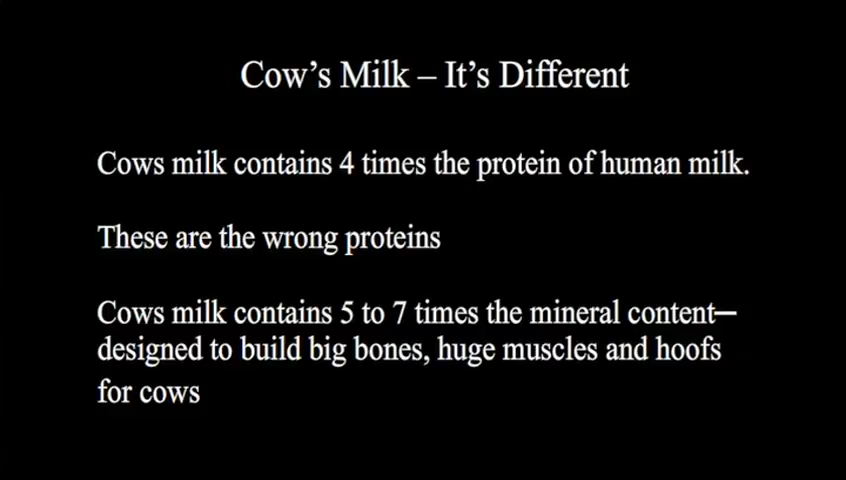 Cow’s Milk – It’s Different
Cows milk contains 4 times the protein of human milk.
These are the wrong proteins
Cows milk contains 5 to 7 times the mineral content—
designed to build big bones, huge muscles and hoofs
for cows